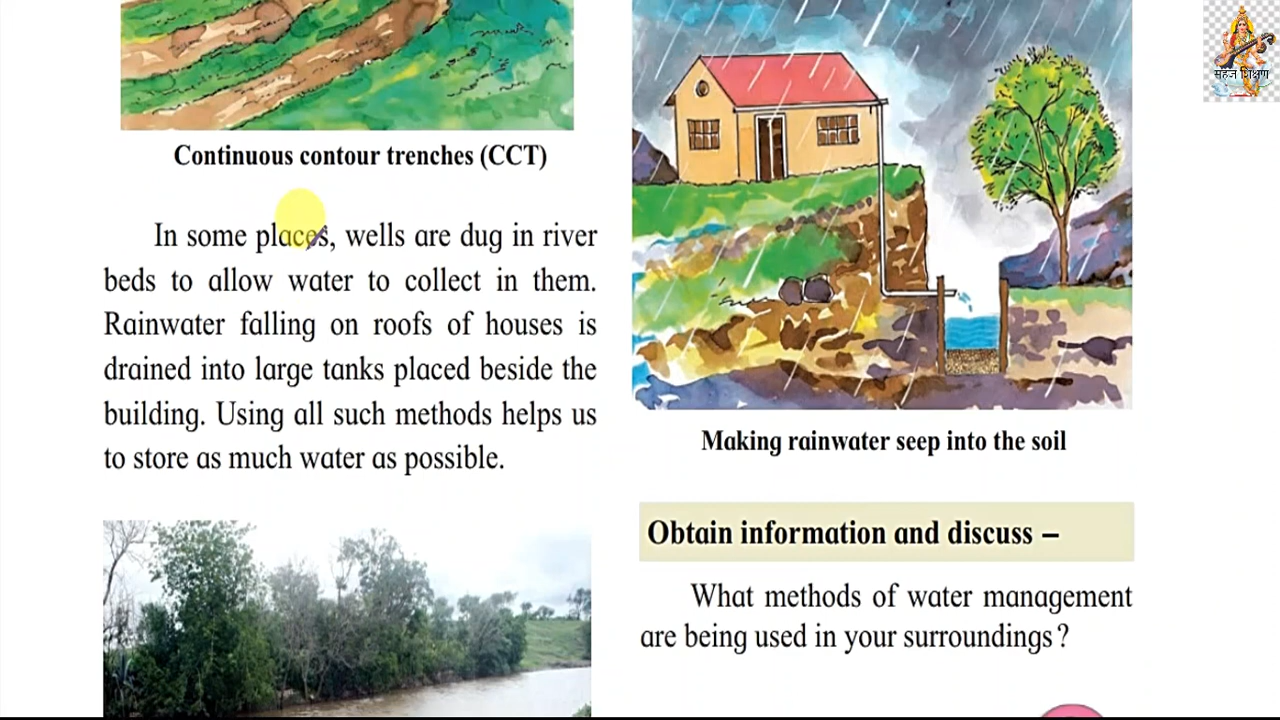 सहज शिक्षण
Continuous contour trenches (CCT)
In some places, wells are dug in river
beds to allow water to collect in them.
Rainwater falling on roofs of houses is
drained into large tanks placed beside the
building. Using all such methods helps us
to store as much water as possible.
Making rainwater seep into the soil
Obtain information and discuss –
What methods of water management
are being used in your surroundings?